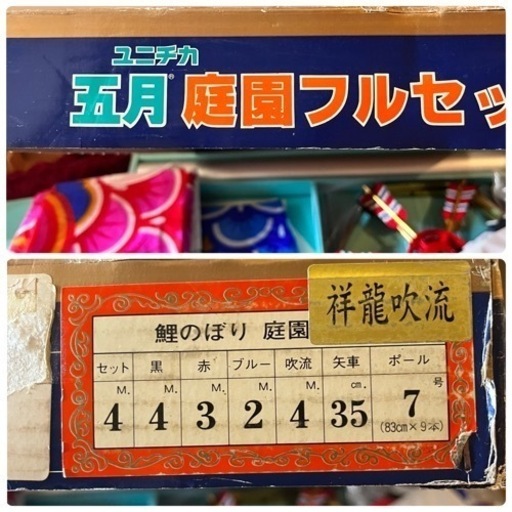 ユニチカ
五月® 庭園フルセッ
祥龍吹流
鯉のぼり 庭園
セット 黒 赤 ブルー 吹流 矢車 ポール
M. M. M. M. M. cm. 号
4 4 3 2 4 35 7
(83cm×9本)